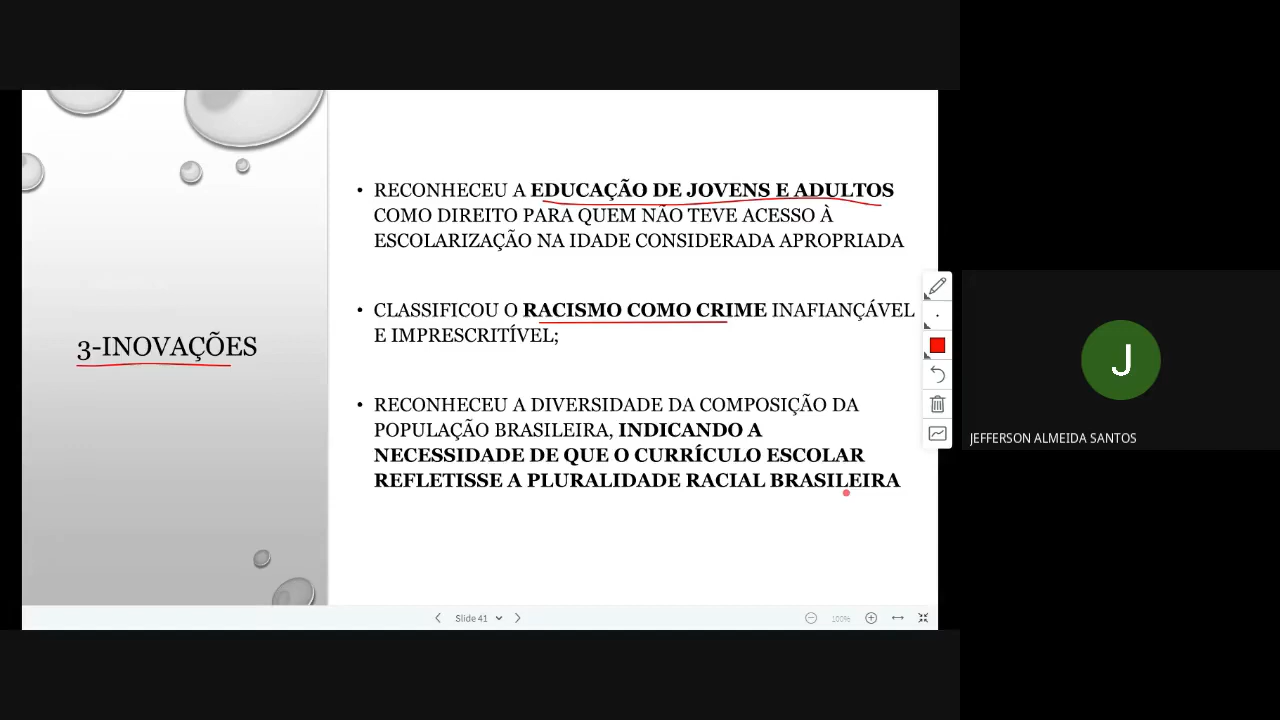 3-INOVAÇÕES
• RECONHECEU A EDUCAÇÃO DE JOVENS E ADULTOS
COMO DIREITO PARA QUEM NÃO TEVE ACESSO À
ESCOLARIZAÇÃO NA IDADE CONSIDERADA APROPRIADA
• CLASSIFICOU O RACISMO COMO CRIME INAFIANÇÁVEL
E IMPRESCRITÍVEL;
• RECONHECEU A DIVERSIDADE DA COMPOSIÇÃO DA
POPULAÇÃO BRASILEIRA, INDICANDO A
NECESSIDADE DE QUE O CURRÍCULO ESCOLAR
REFLETISSE A PLURALIDADE RACIAL BRASILEIRA
Slide 41
100%
J
JEFFERSON ALMEIDA SANTOS